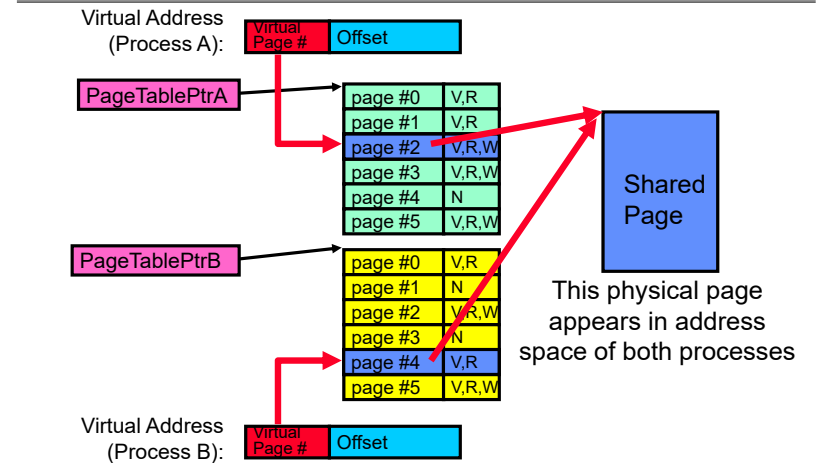 Virtual Address
(Process A):
Virtual
Page #
Offset
PageTablePtrA
page #0 V,R
page #1 V,R
page #2 V,R,W
page #3 V,R,W
page #4 N
page #5 V,R,W
Shared
Page
PageTablePtrB
page #0 V,R
page #1 N
page #2 V,R,W
page #3 N
page #4 V,R
page #5 V,R,W
This physical page
appears in address
space of both processes
Virtual Address
(Process B):
Virtual
Page #
Offset